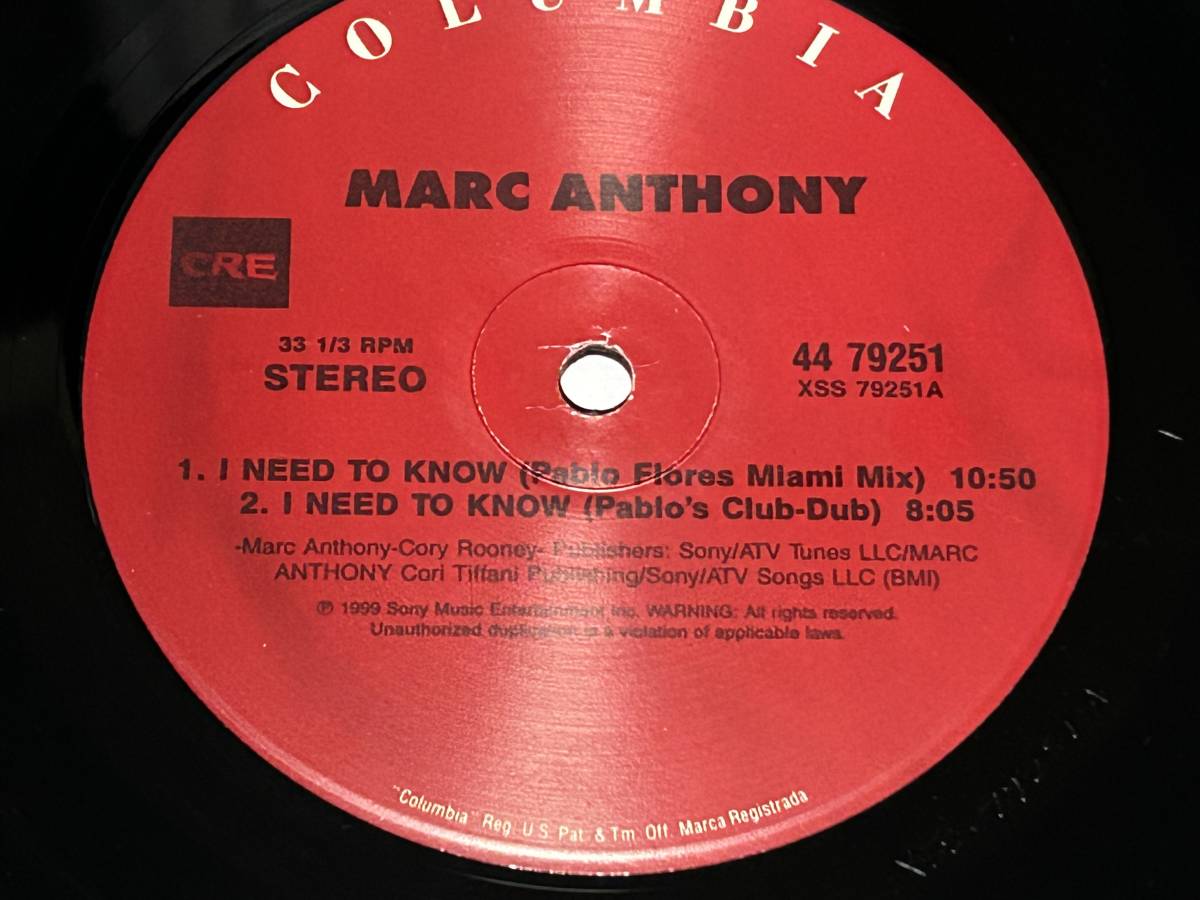 COLUMBIA
MARC ANTHONY
CRE
33 1/3 RPM
STEREO
44 79251
XSS 79251A
1. I NEED TO KNOW (Pablo Flores Miami Mix) 10:50
2. I NEED TO KNOW (Pablo's Club-Dub) 8:05
-Marc Anthony-Cory Rooney- Publishers: Sony/ATV Tunes LLC/MARC
ANTHONY Cori Tiffani Publishing/Sony/ATV Songs LLC (BMI)
℗ 1999 Sony Music Entertainment Inc. WARNING: All rights reserved.
Unauthorized duplication is a violation of applicable laws.
"Columbia" Reg. U.S. Pat. & Tm. Off. Marca Registrada